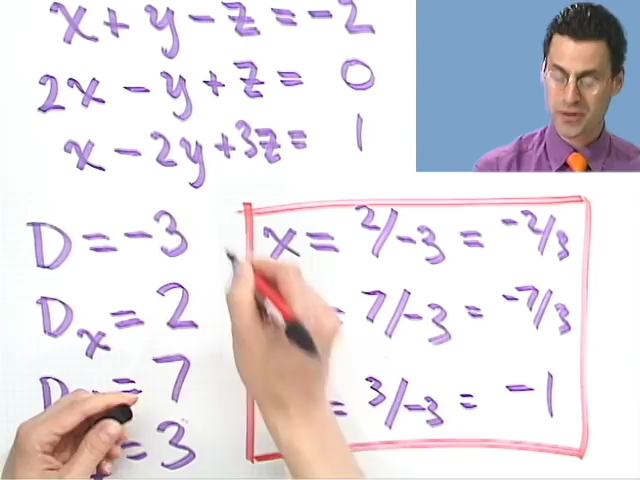 x + y - z = -2
2x - y + z = 0
x - 2y + 3z = 1
D = -3
Dx = 2
D = 7
= 3
x = 2/-3 = -2/3
= 7/-3 = -7/3
= 3/-3 = -1